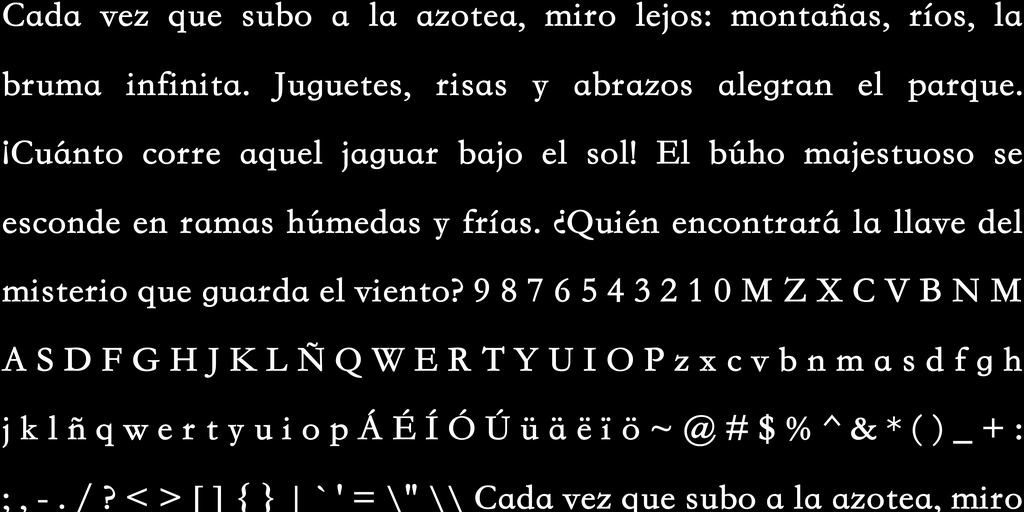 Cada vez que subo a la azotea, miro lejos: montañas, ríos, la
bruma infinita. Juguetes, risas y abrazos alegran el parque.
¡Cuánto corre aquel jaguar bajo el sol! El búho majestuoso se
esconde en ramas húmedas y frías. ¿Quién encontrará la llave del
misterio que guarda el viento? 9 8 7 6 5 4 3 2 1 0 M Z X C V B N M
A S D F G H J K L Ñ Q W E R T Y U I O P z x c v b n m a s d f g h
j k l ñ q w e r t y u i o p Á É Í Ó Ú ü ä ë ï ö ~ @ # $ % ^ & * ( ) _ + :
; , - . / ? < > [ ] { } | ` ' = \" \\ Cada vez que subo a la azotea, miro